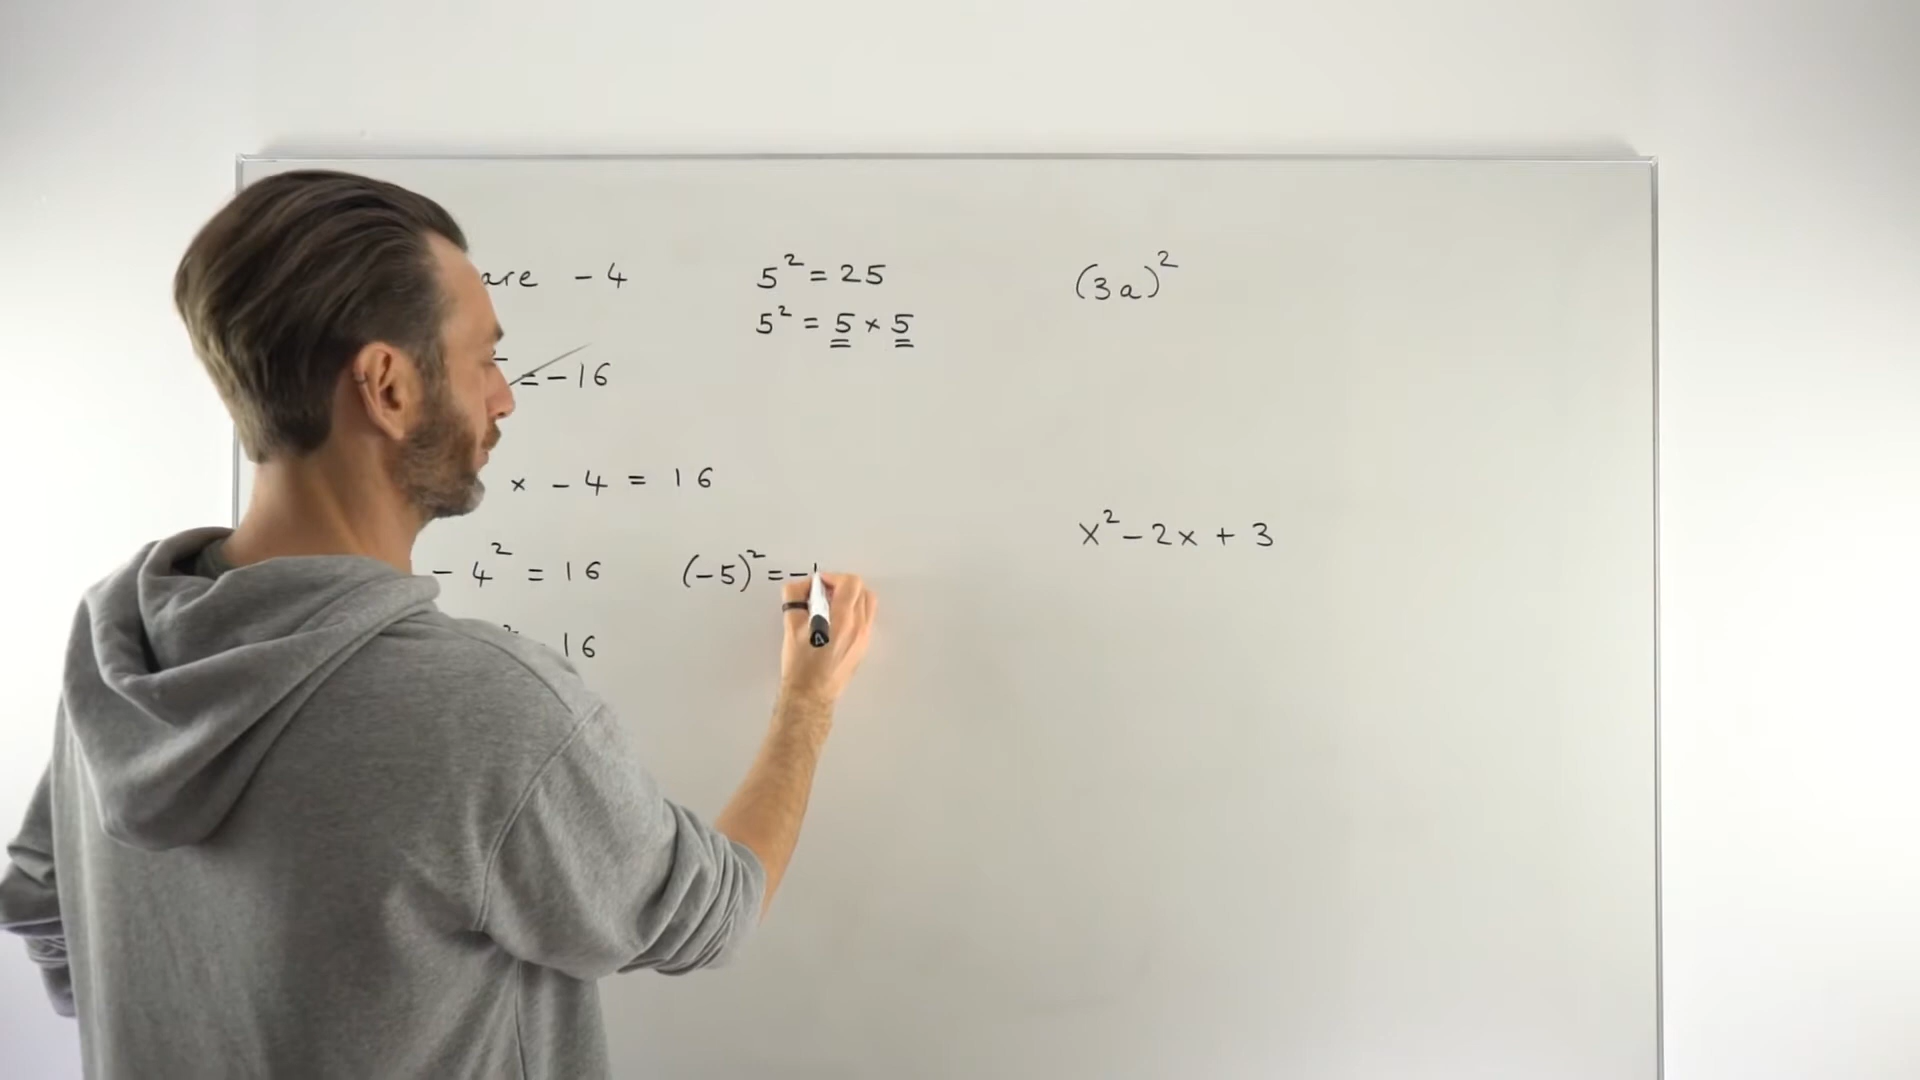 are - 4
= -16
x - 4 = 16
- 4² = 16
16
(-5)² = -
5² = 25
5² = 5 × 5
(3a)²
x² - 2x + 3